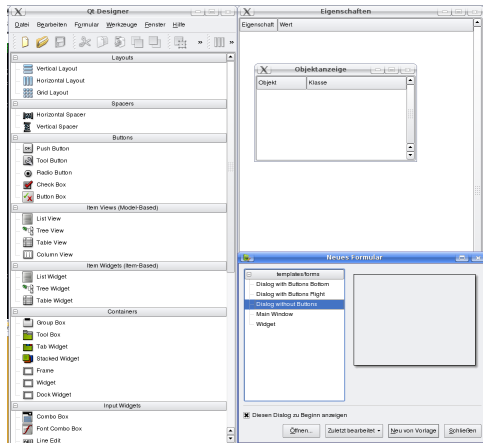 Qt Designer
Datei Bearbeiten Formular Werkzeuge Fenster Hilfe
Layouts
Vertical Layout
Horizontal Layout
Grid Layout
Spacers
Horizontal Spacer
Vertical Spacer
Buttons
OK Push Button
Tool Button
Radio Button
Check Box
Button Box
Item Views (Model-Based)
List View
Tree View
Table View
Column View
Item Widgets (Item-Based)
List Widget
Tree Widget
Table Widget
Containers
Group Box
Tool Box
Tab Widget
Stacked Widget
Frame
Widget
Dock Widget
Input Widgets
Combo Box
Font Combo Box
Line Edit
Eigenschaften
Eigenschaft Wert
Objektanzeige
Objekt Klasse
Neues Formular
templates/forms
Dialog with Buttons Bottom
Dialog with Buttons Right
Dialog without Buttons
Main Window
Widget
Diesen Dialog zu Beginn anzeigen
Öffnen... Zuletzt bearbeitet Neu von Vorlage Schließen